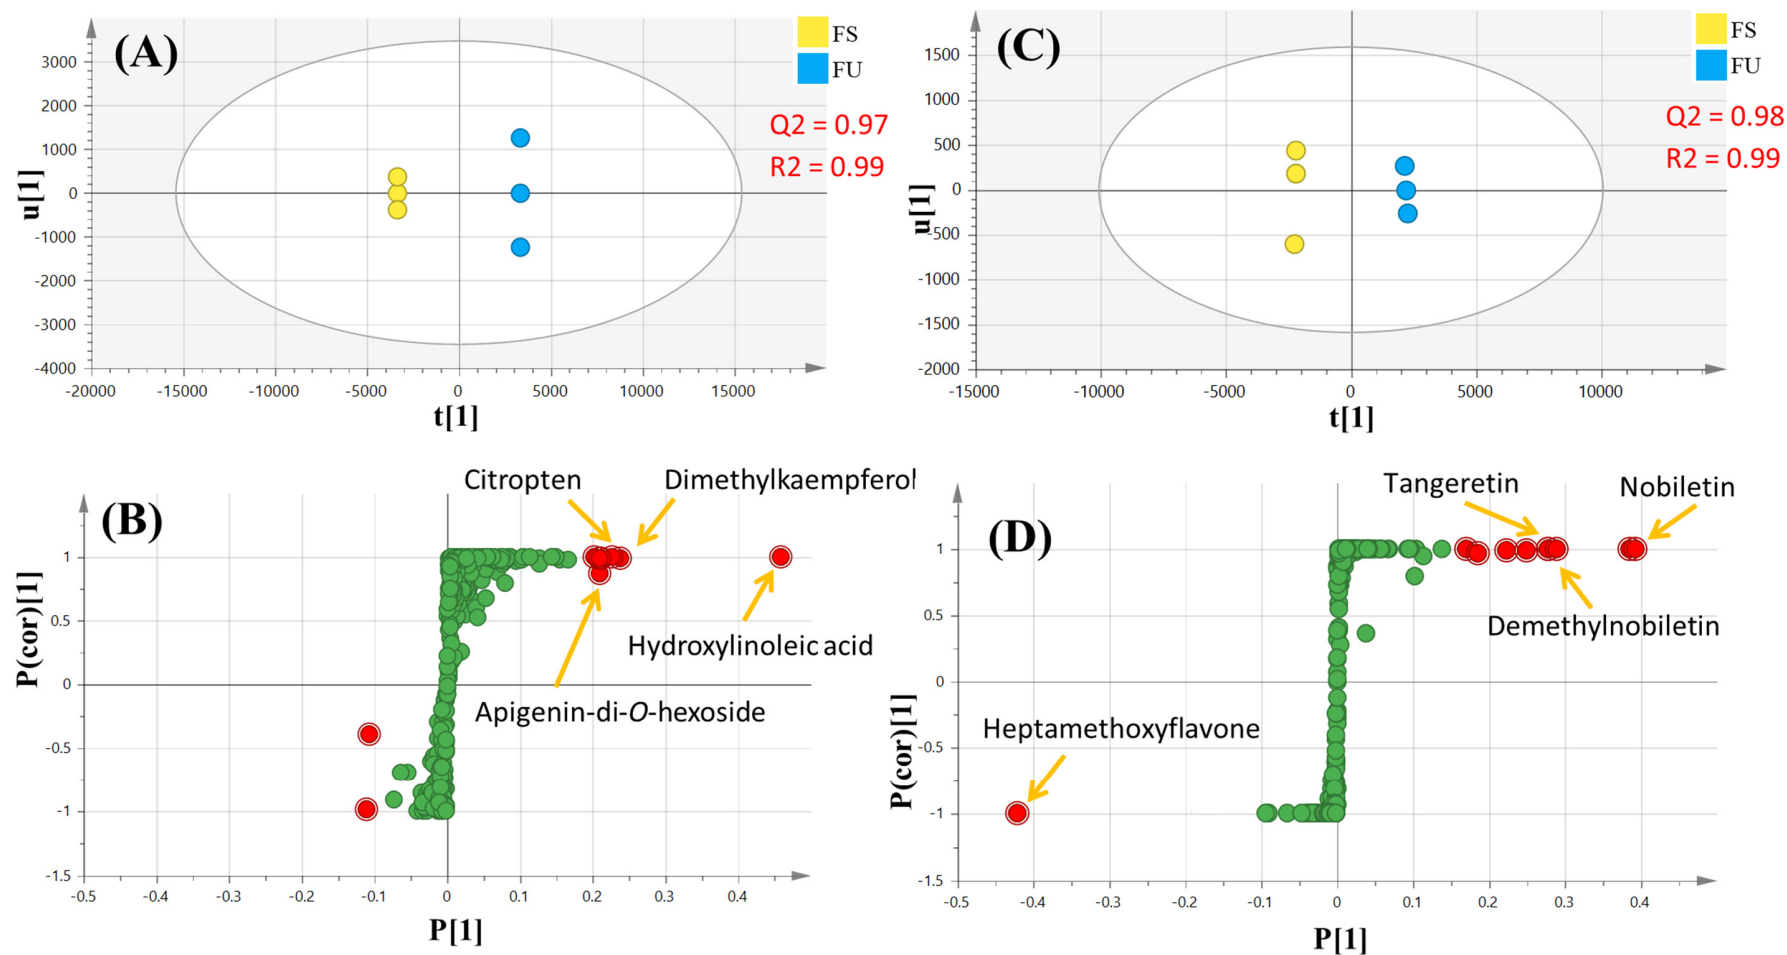 (A)
FS
FU
Q2 = 0.97
R2 = 0.99
u[1]
3000
2000
1000
0
-1000
-2000
-3000
-4000
-20000 -15000 -10000 -5000 0 5000 10000 15000
t[1]
(C)
FS
FU
Q2 = 0.98
R2 = 0.99
u[1]
1500
1000
500
0
-500
-1000
-1500
-2000
-15000 -10000 -5000 0 5000 10000
t[1]
(B)
Citropten
Dimethylkaempferol
Hydroxylinoleic acid
Apigenin-di-O-hexoside
P(cor)[1]
1
0.5
0
-0.5
-1
-1.5
-0.5 -0.4 -0.3 -0.2 -0.1 0 0.1 0.2 0.3 0.4
P[1]
(D)
Tangeretin
Nobiletin
Demethylnobiletin
Heptamethoxyflavone
P(cor)[1]
1
0.5
0
-0.5
-1
-1.5
-0.5 -0.4 -0.3 -0.2 -0.1 0 0.1 0.2 0.3 0.4
P[1]